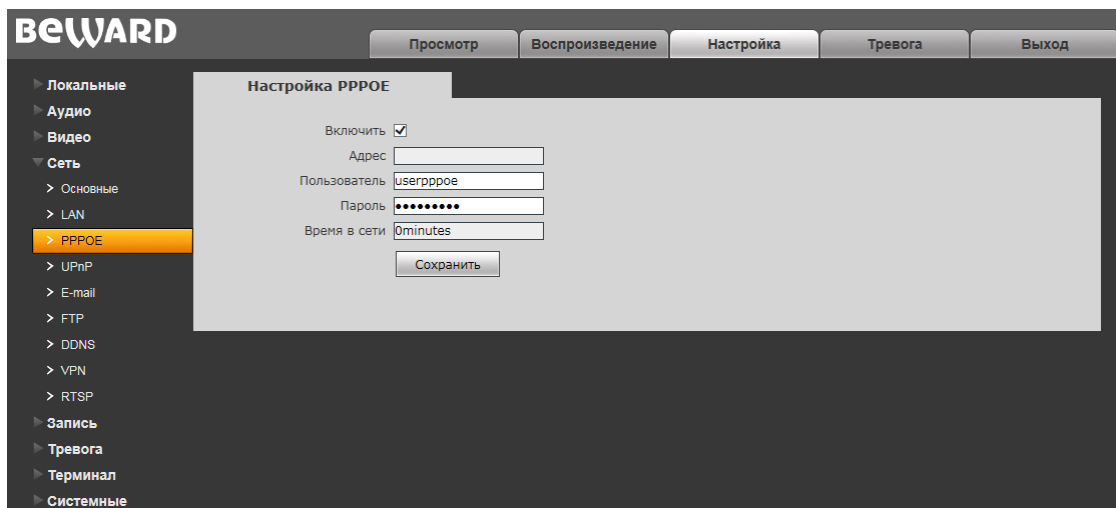 BEWARD
Просмотр
Воспроизведение
Настройка
Тревога
Выход
Локальные
Аудио
Видео
Сеть
Основные
LAN
PPPOE
UPnP
E-mail
FTP
DDNS
VPN
RTSP
Запись
Тревога
Терминал
Системные
Настройка PPPOE
Включить
Адрес
Пользователь userpppoe
Пароль •••••••••
Время в сети 0minutes
Сохранить